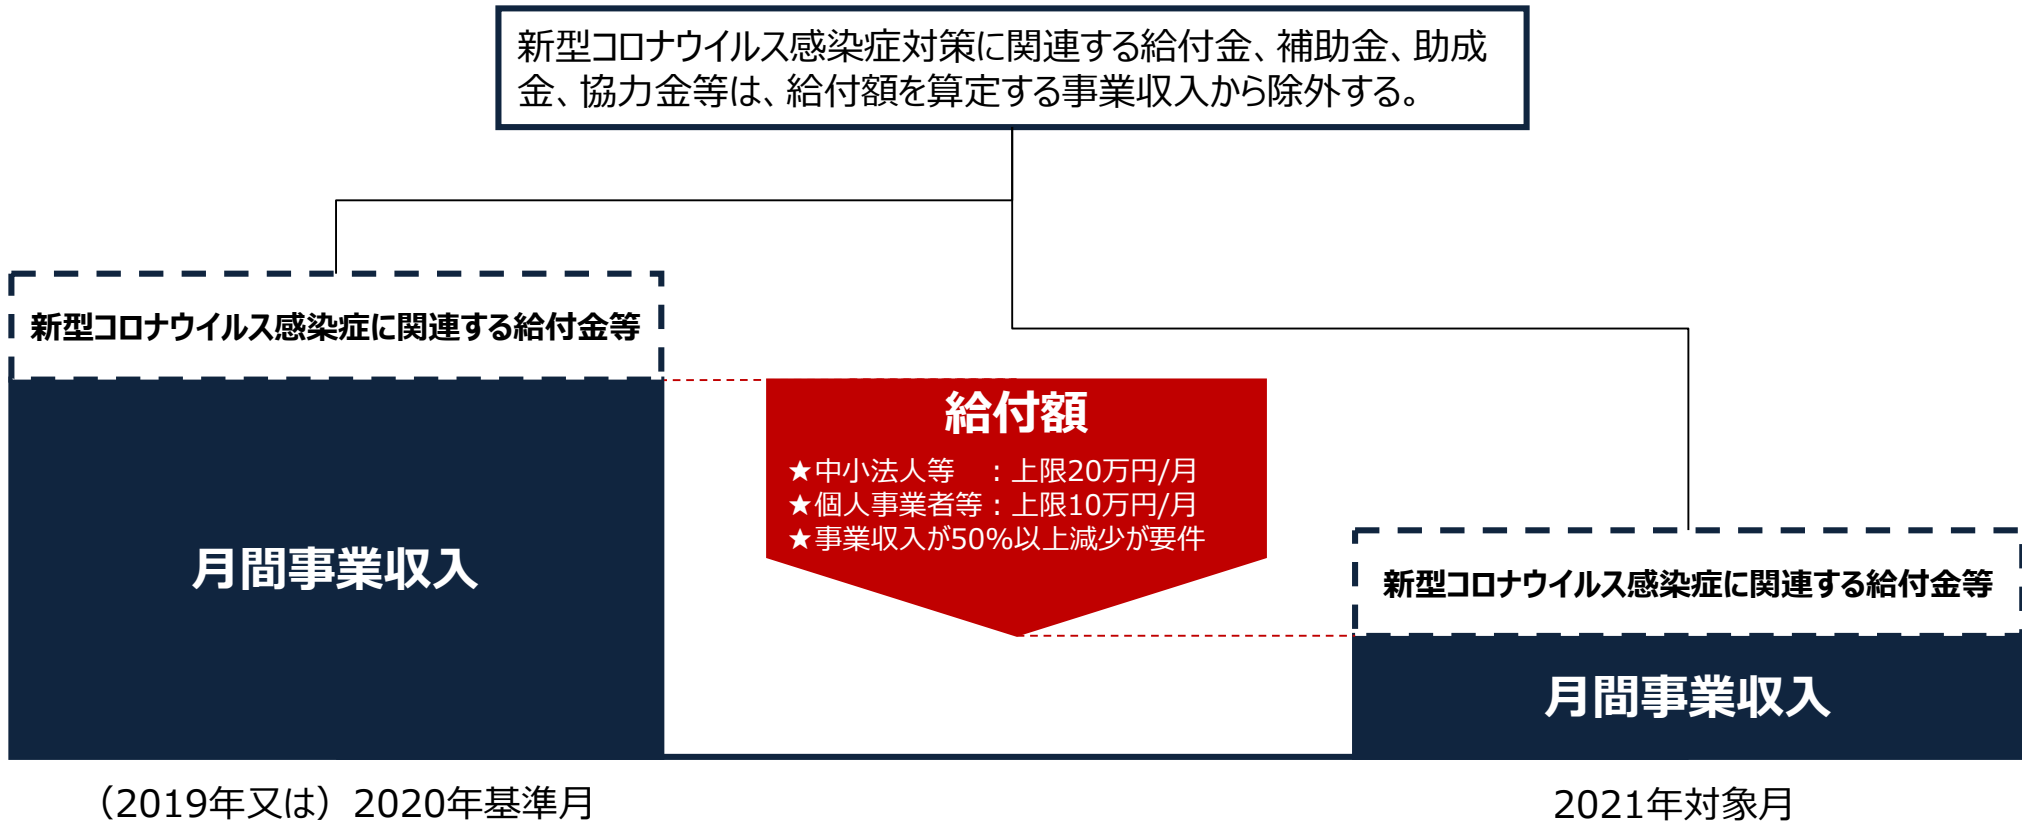 新型コロナウイルス感染症対策に関連する給付金、補助金、助成
金、協力金等は、給付額を算定する事業収入から除外する。
新型コロナウイルス感染症に関連する給付金等
給付額
★中小法人等　：上限20万円/月
★個人事業者等：上限10万円/月
★事業収入が50%以上減少が要件
月間事業収入
新型コロナウイルス感染症に関連する給付金等
月間事業収入
（2019年又は）2020年基準月
2021年対象月